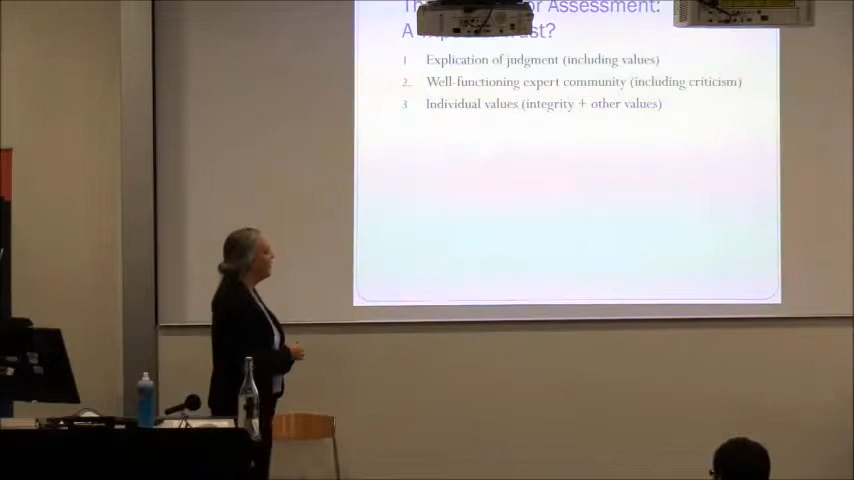 or Assessment:
1 Explication of judgment (including values)
2. Well-functioning expert community (including criticism)
3 Individual values (integrity + other values)